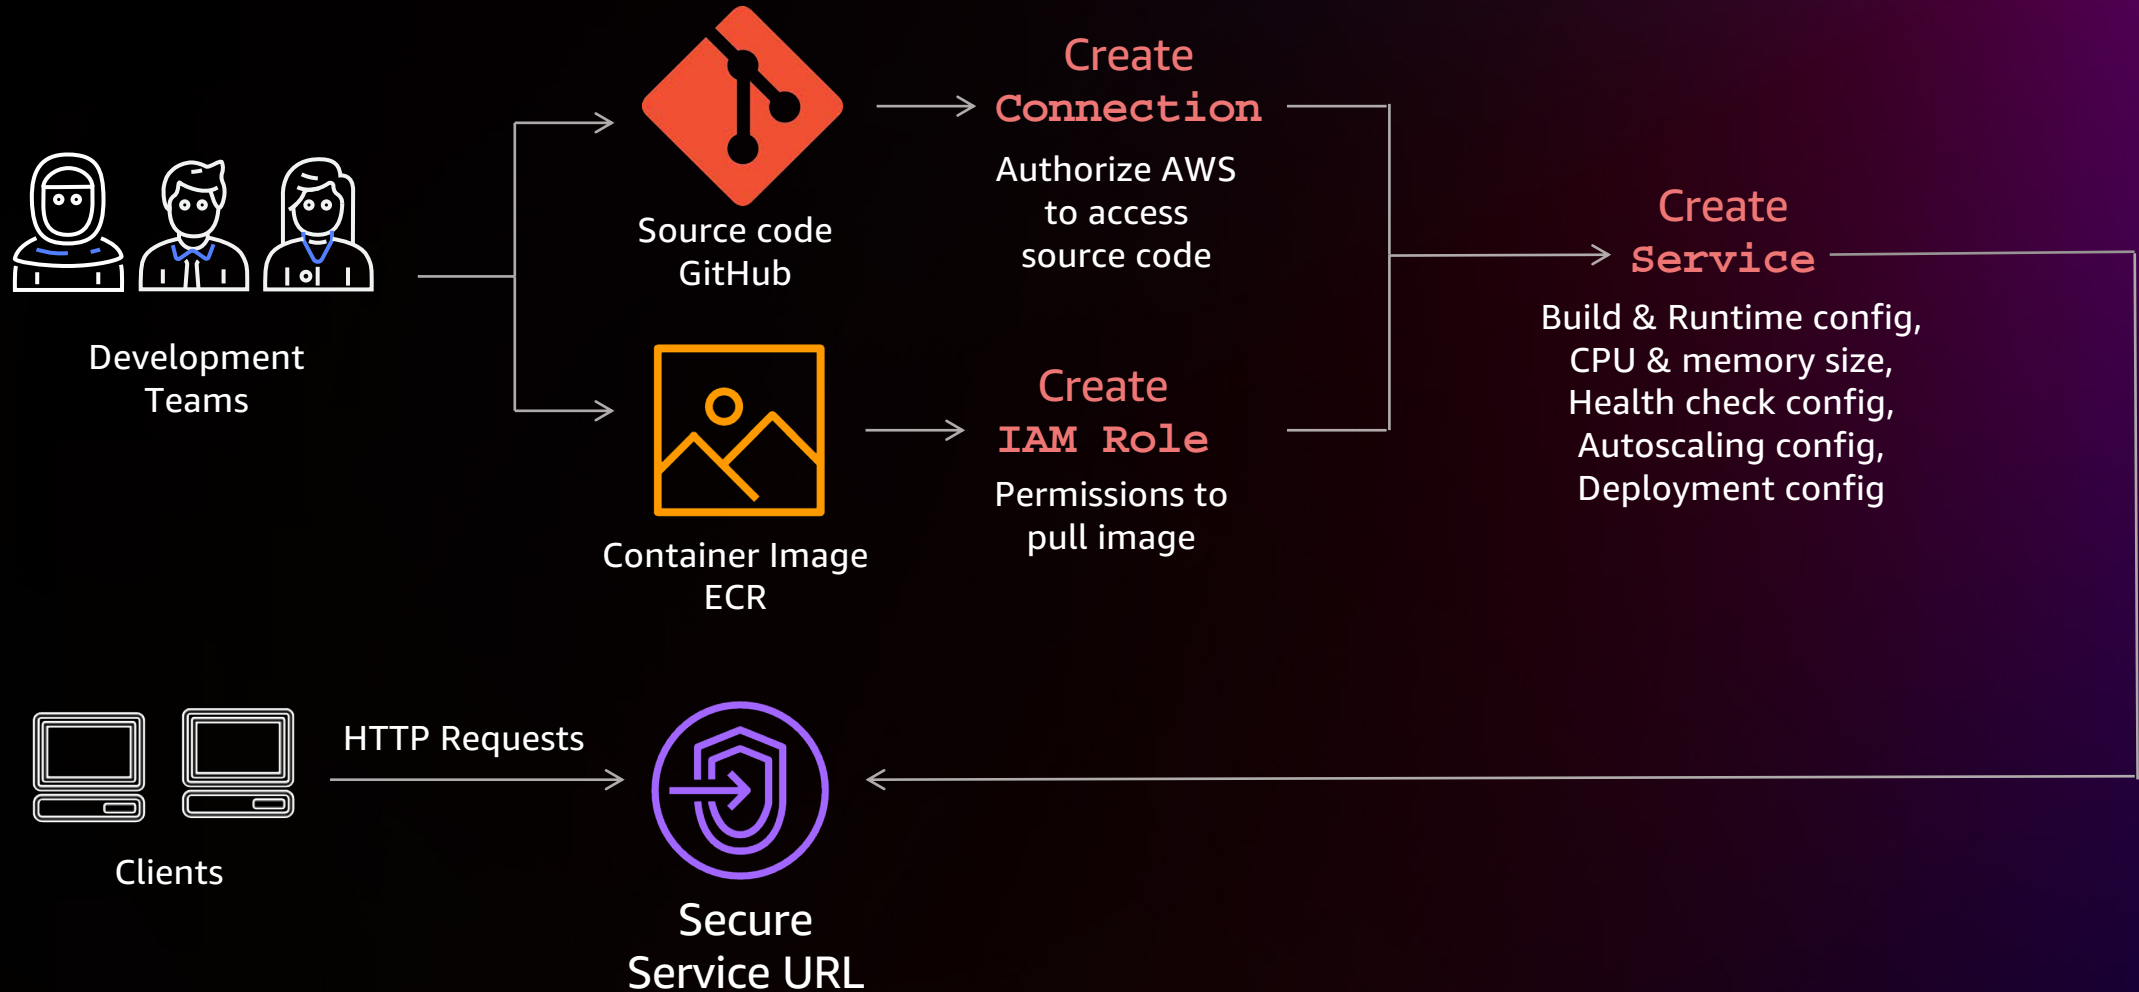 Development
Teams
Source code
GitHub
Create
Connection
Authorize AWS
to access
source code
Container Image
ECR
Create
IAM Role
Permissions to
pull image
Create
Service
Build & Runtime config,
CPU & memory size,
Health check config,
Autoscaling config,
Deployment config
Clients
HTTP Requests
Secure
Service URL